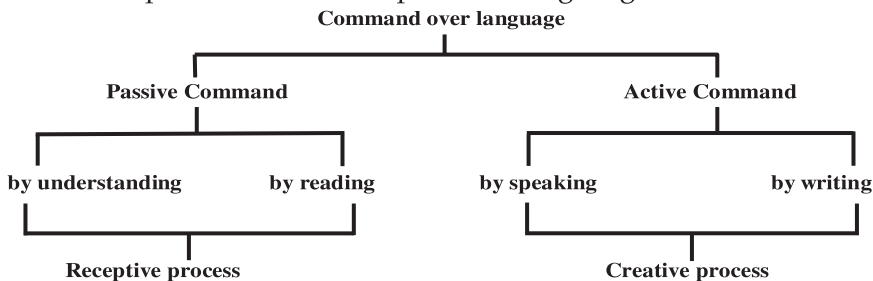 Command over language
Passive Command Active Command
by understanding by reading by speaking by writing
Receptive process Creative process